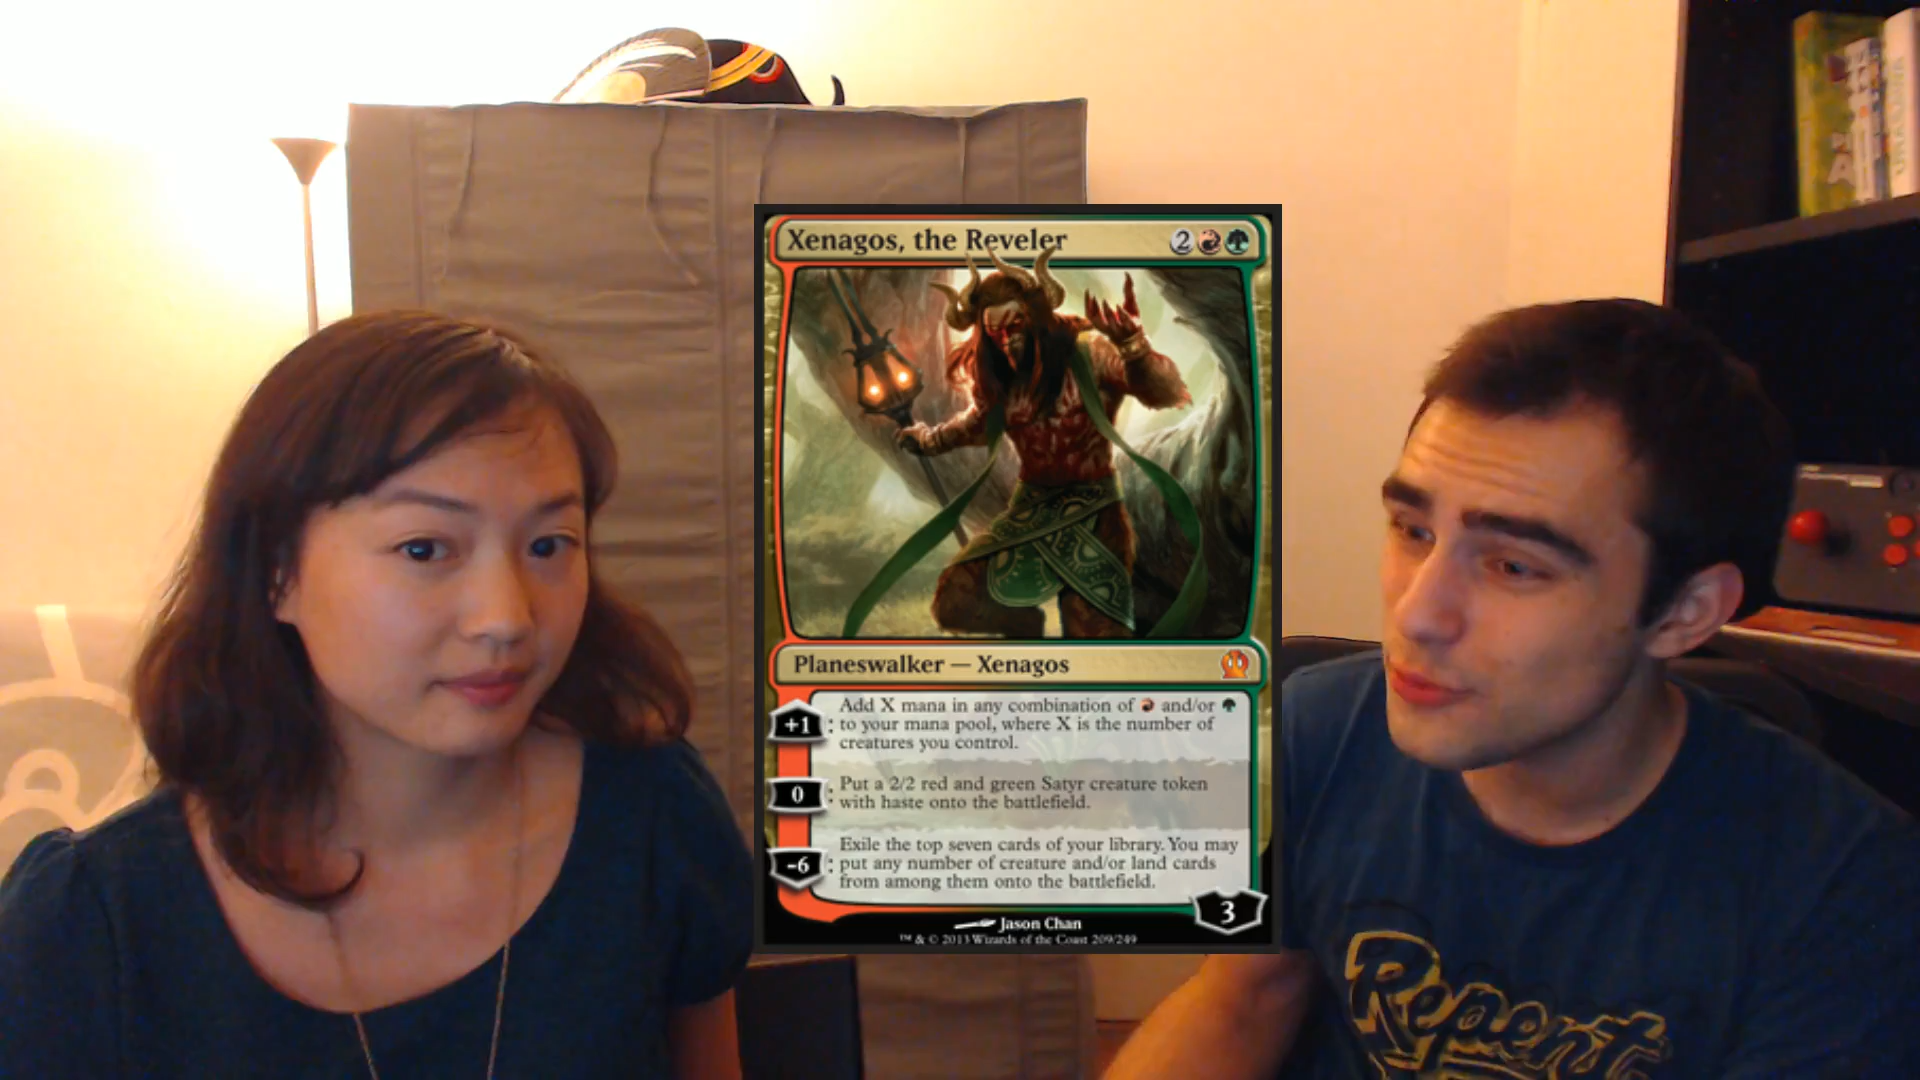 Xenagos, the Reveler 2
Planeswalker — Xenagos
+1 : Add X mana in any combination of and/or
to your mana pool, where X is the number of
creatures you control.
0 : Put a 2/2 red and green Satyr creature token
with haste onto the battlefield.
-6 : Exile the top seven cards of your library. You may
put any number of creature and/or land cards
from among them onto the battlefield.
3
Jason Chan
™ & © 2013 Wizards of the Coast 209/249
Repent